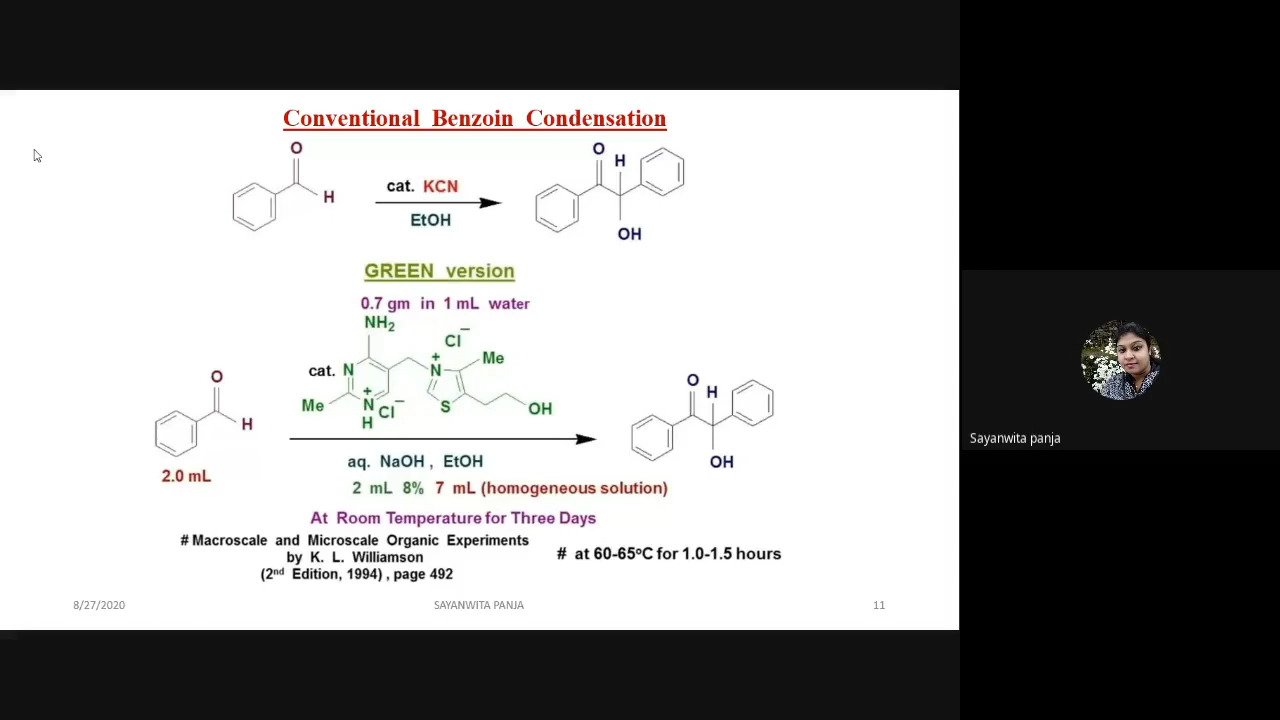 Conventional Benzoin Condensation
O
H
cat. KCN
EtOH
O
H
OH
GREEN version
0.7 gm in 1 mL water
NH₂
Cl⁻
cat. N
+
N
Me
Me
+
N
H
Cl⁻
S
OH
O
H
2.0 mL
aq. NaOH , EtOH
2 mL 8% 7 mL (homogeneous solution)
O
H
OH
At Room Temperature for Three Days
# Macroscale and Microscale Organic Experiments
by K. L. Williamson
(2nd Edition, 1994) , page 492
# at 60-65°C for 1.0-1.5 hours
8/27/2020
SAYANWITA PANJA
11
Sayanwita panja